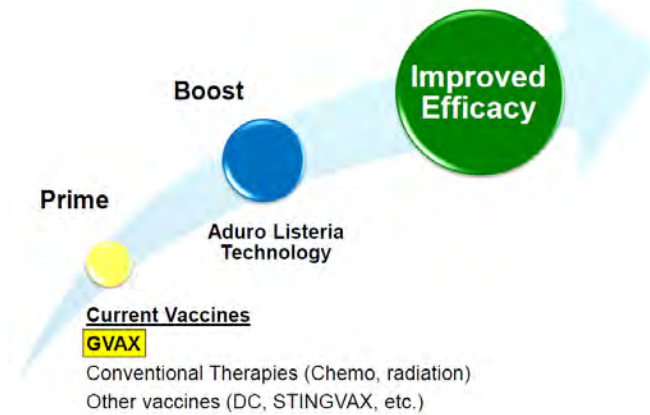 Improved
Efficacy
Boost
Prime
Aduro Listeria
Technology
Current Vaccines
GVAX
Conventional Therapies (Chemo, radiation)
Other vaccines (DC, STINGVAX, etc.)